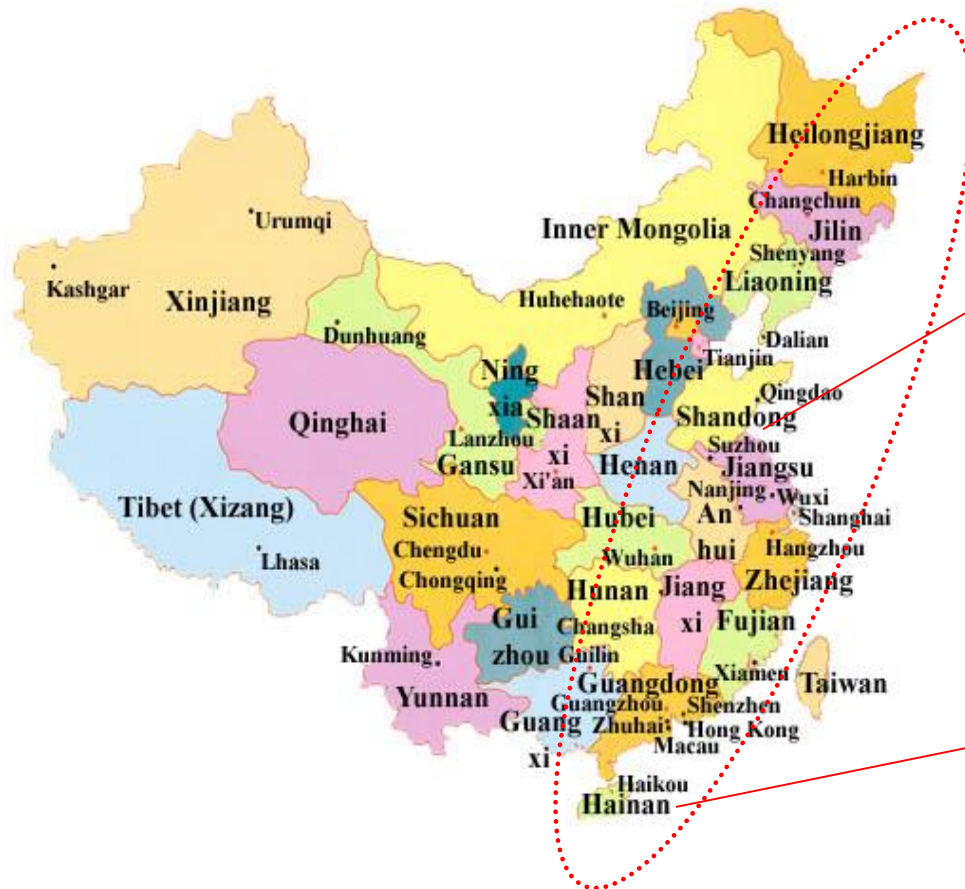 Heilongjiang
Harbin
Changchun
Jilin
Urumqi
Inner Mongolia
Shenyang
Liaoning
Kashgar
Xinjiang
Huhehaote
Beijing
Dunhuang
Dalian
Tianjin
Ning
xia
Hebei
Qingdao
Shan
xi
Shandong
Qinghai
Shaan
xi
Lanzhou
Suzhou
Gansu
Henan
Jiangsu
Xi'an
Nanjing
Wuxi
Tibet (Xizang)
Sichuan
Hubei
An
hui
Shanghai
Hangzhou
Lhasa
Chengdu
Wuhan
Chongqing
Hunan
Jiang
xi
Zhejiang
Gui
zhou
Changsha
Fujian
Kunming
Guilin
Xiamen
Yunnan
Guangdong
Taiwan
Guangzhou
Shenzhen
Guang
xi
Zhuhai
Hong Kong
Macau
Haikou
Hainan